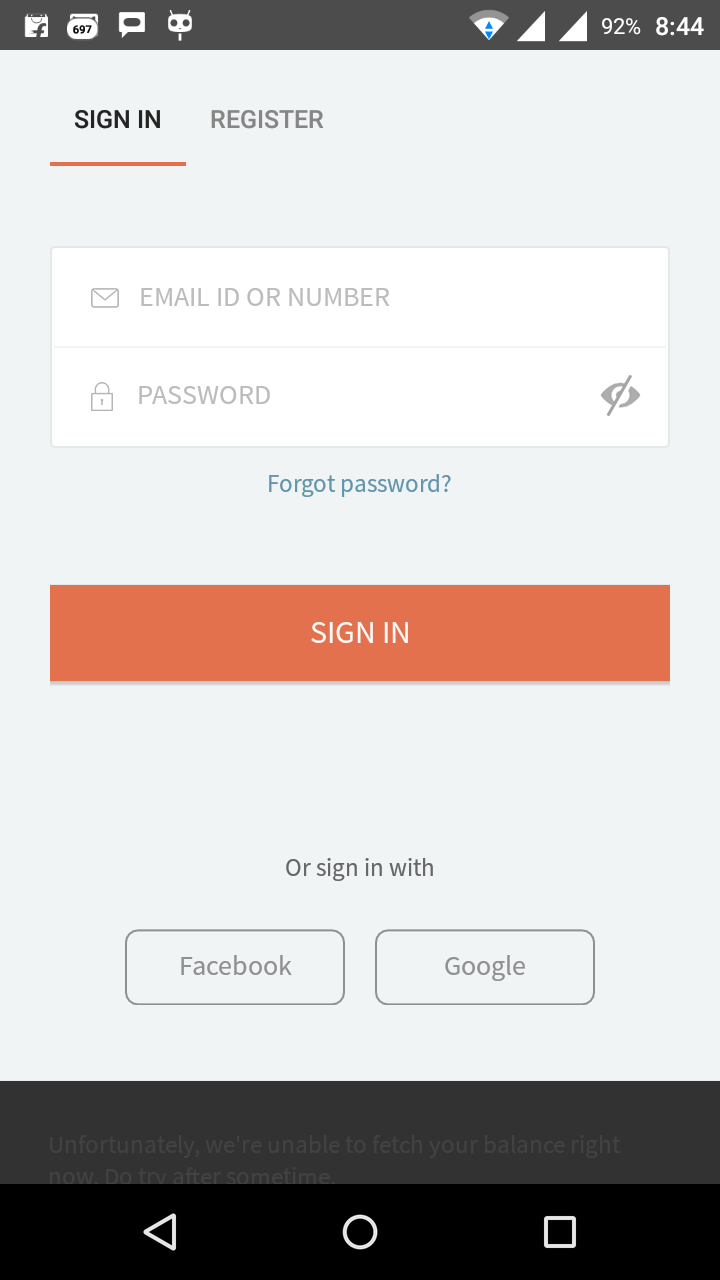 697
92% 8:44
SIGN IN REGISTER
EMAIL ID OR NUMBER
PASSWORD
Forgot password?
SIGN IN
Or sign in with
Facebook Google
Unfortunately, we're unable to fetch your balance right
now. Do try after sometime.